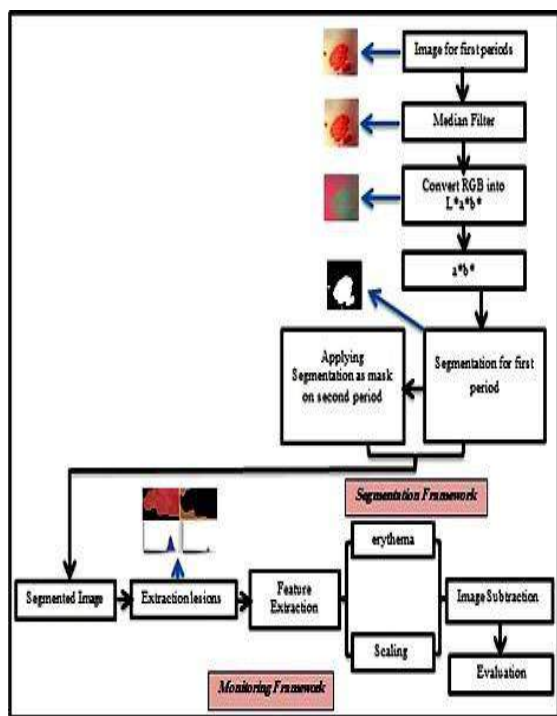 Image for first periods
Median Filter
Convert RGB into
L*a*b*
a*b*
Applying
Segmentation as mask
on second period
Segmentation for first
period
Segmentation Framework
erythema
Segmented Image
Extraction lesions
Feature
Extraction
Image Subtraction
Scaling
Evaluation
Monitoring Framework